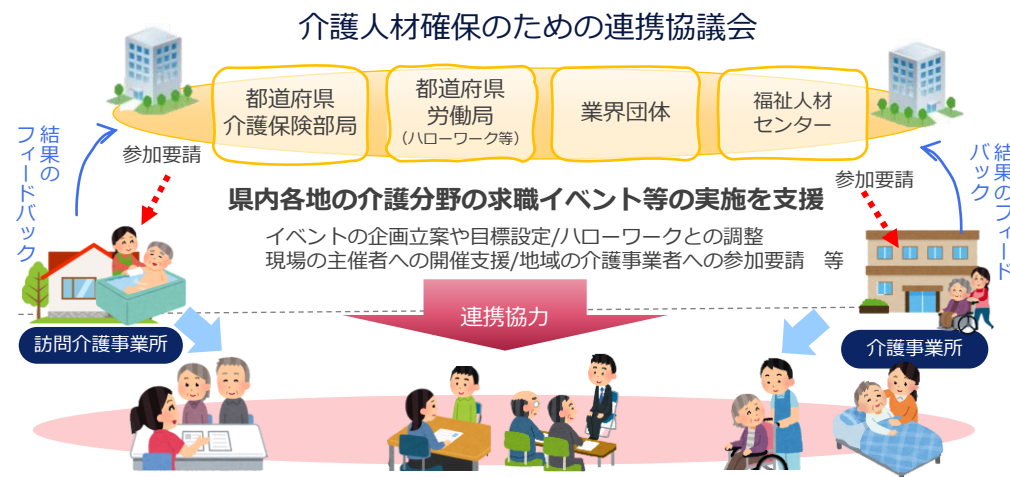 介護人材確保のための連携協議会
都道府県
介護保険部局
都道府県
労働局
(ハローワーク等)
業界団体
福祉人材
センター
結果の
フィードバック
参加要請
参加要請
結果のフィード
バック
県内各地の介護分野の求職イベント等の実施を支援
イベントの企画立案や目標設定/ハローワークとの調整
現場の主催者への開催支援/地域の介護事業者への参加要請　等
連携協力
訪問介護事業所
介護事業所